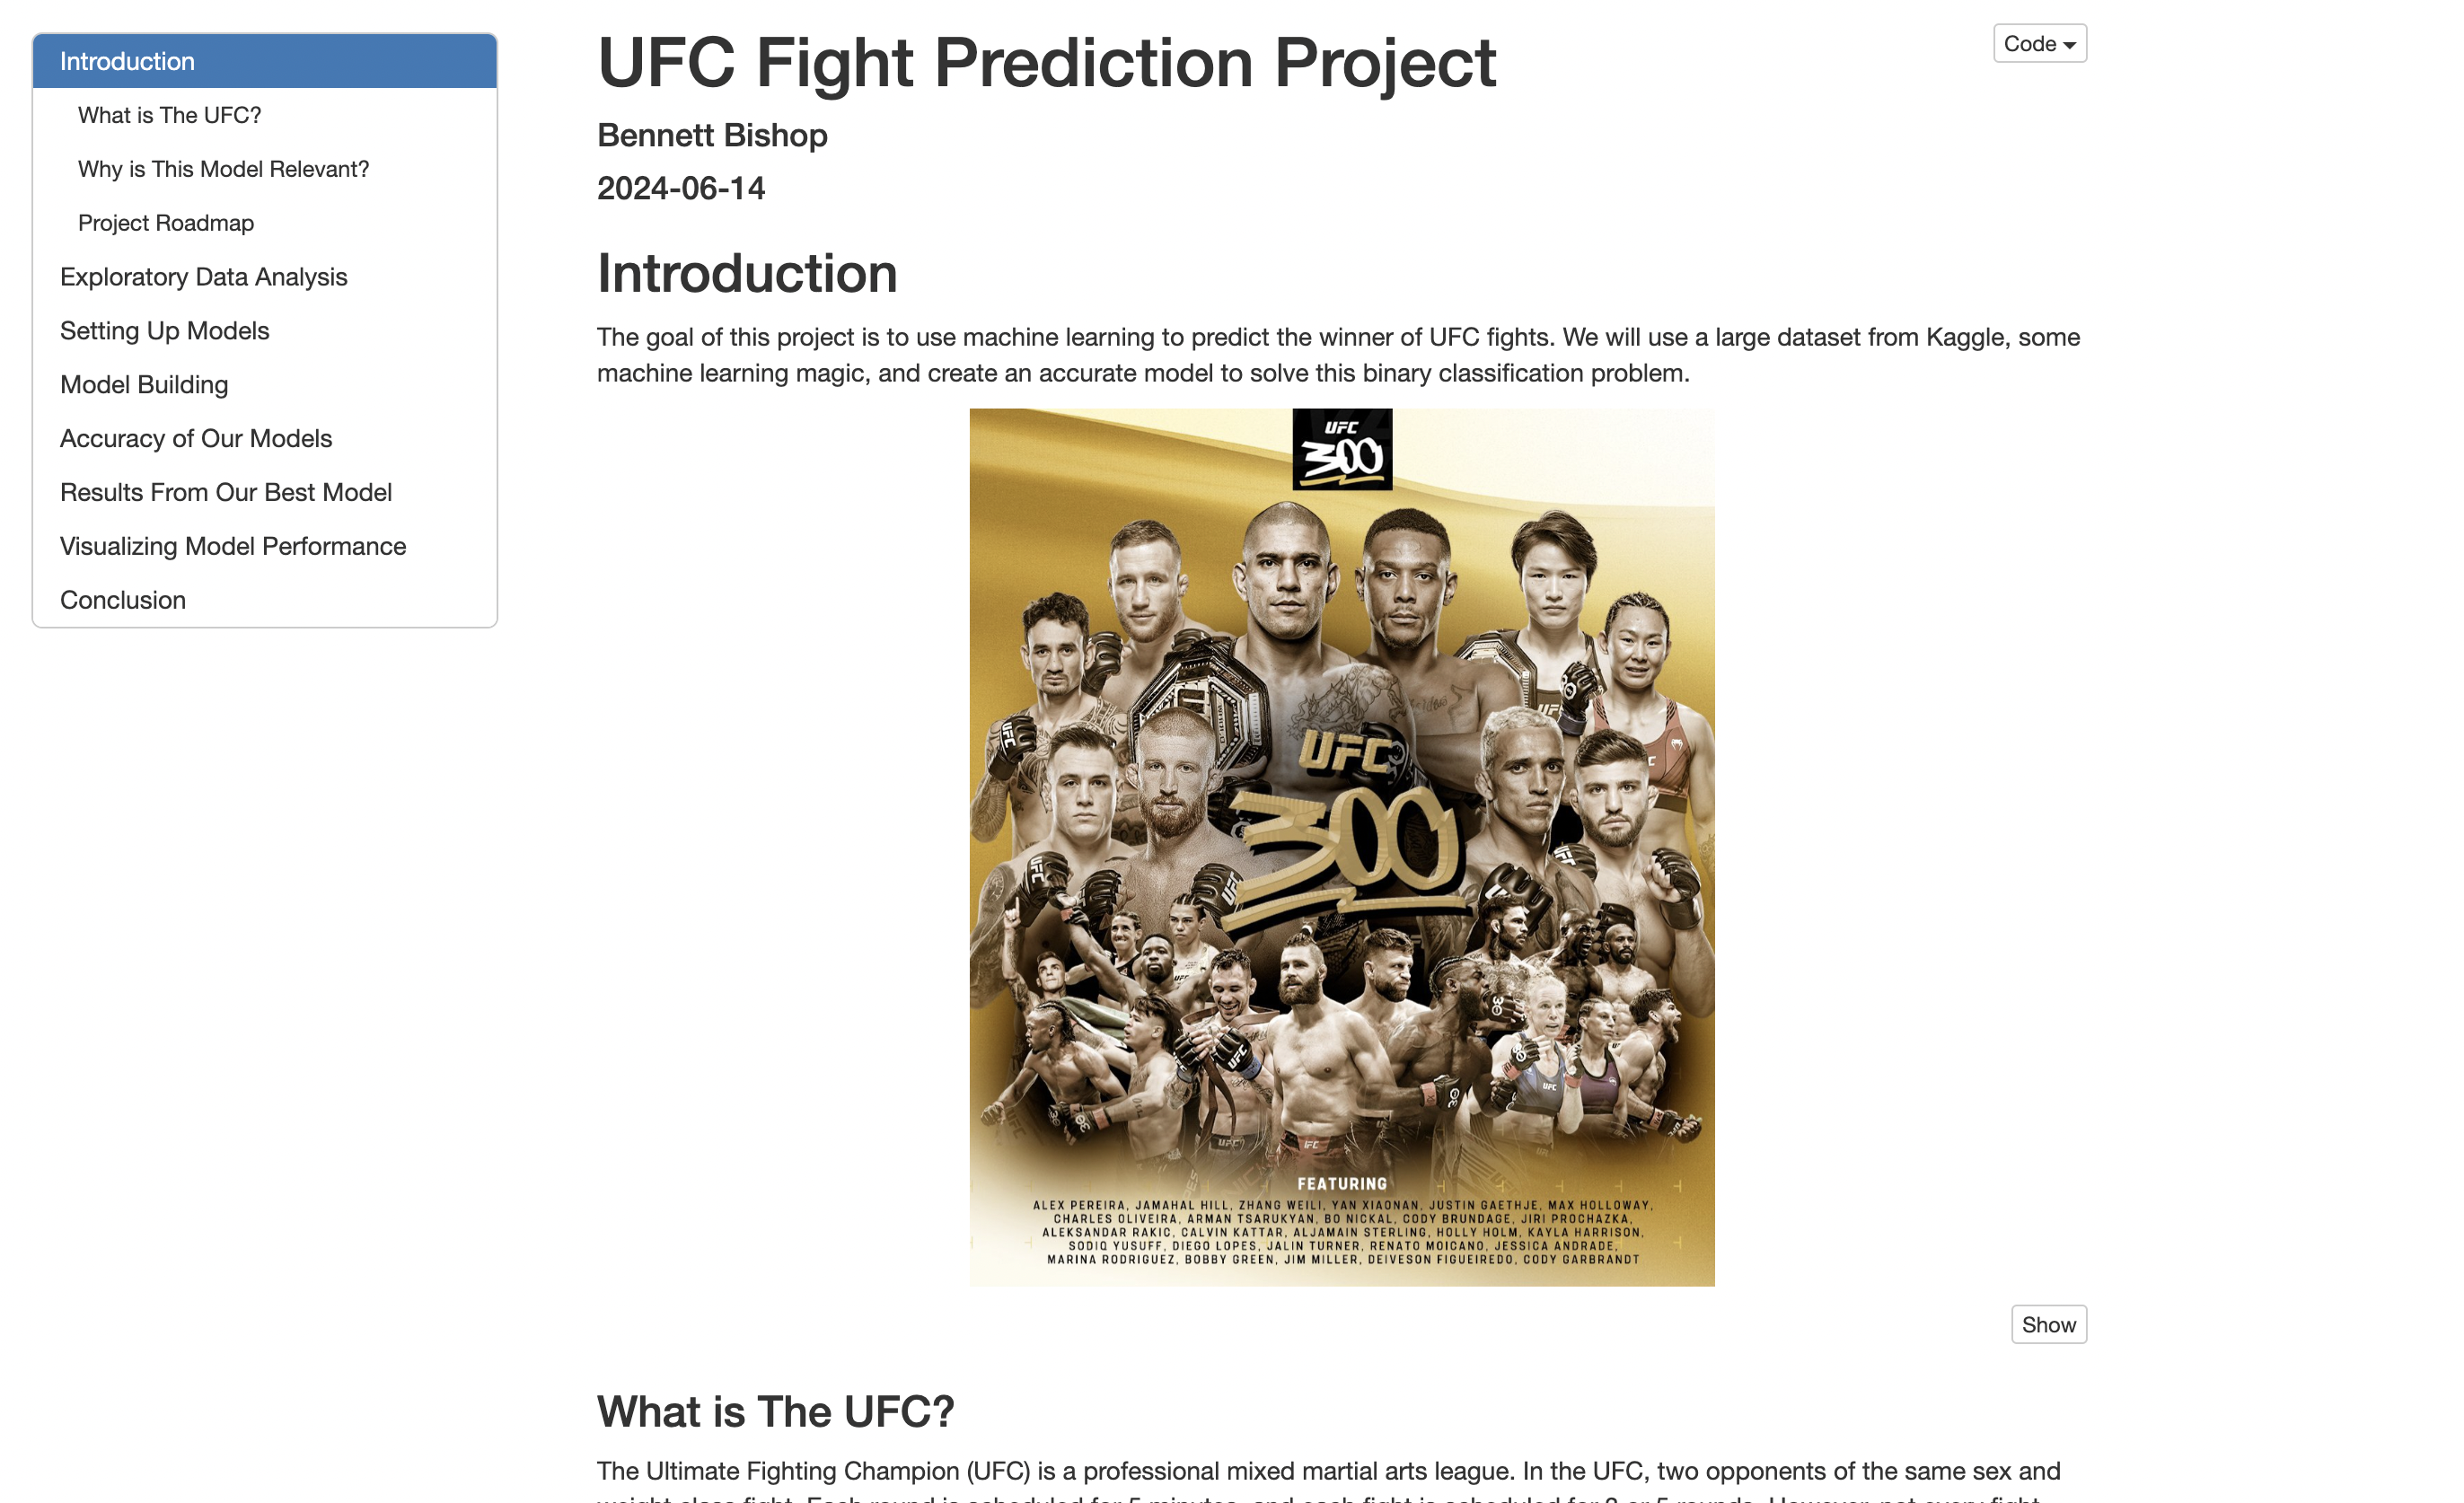 Introduction
What is The UFC?
Why is This Model Relevant?
Project Roadmap
Exploratory Data Analysis
Setting Up Models
Model Building
Accuracy of Our Models
Results From Our Best Model
Visualizing Model Performance
Conclusion
Code
UFC Fight Prediction Project
Bennett Bishop
2024-06-14
Introduction
The goal of this project is to use machine learning to predict the winner of UFC fights. We will use a large dataset from Kaggle, some
machine learning magic, and create an accurate model to solve this binary classification problem.
UFC
300
UFC
300
FEATURING
ALEX PEREIRA, JAMAHAL HILL, ZHANG WEILI, YAN XIAONAN, JUSTIN GAETHJE, MAX HOLLOWAY,
CHARLES OLIVEIRA, ARMAN TSARUKYAN, BO NICKAL, CODY BRUNDAGE, JIRI PROCHAZKA,
ALEKSANDAR RAKIC, CALVIN KATTAR, ALJAMAIN STERLING, HOLLY HOLM, KAYLA HARRISON,
SODIQ YUSUFF, DIEGO LOPES, JALIN TURNER, RENATO MOICANO, JESSICA ANDRADE,
MARINA RODRIGUEZ, BOBBY GREEN, JIM MILLER, DEIVESON FIGUEIREDO, CODY GARBRANDT
Show
What is The UFC?
The Ultimate Fighting Champion (UFC) is a professional mixed martial arts league. In the UFC, two opponents of the same sex and